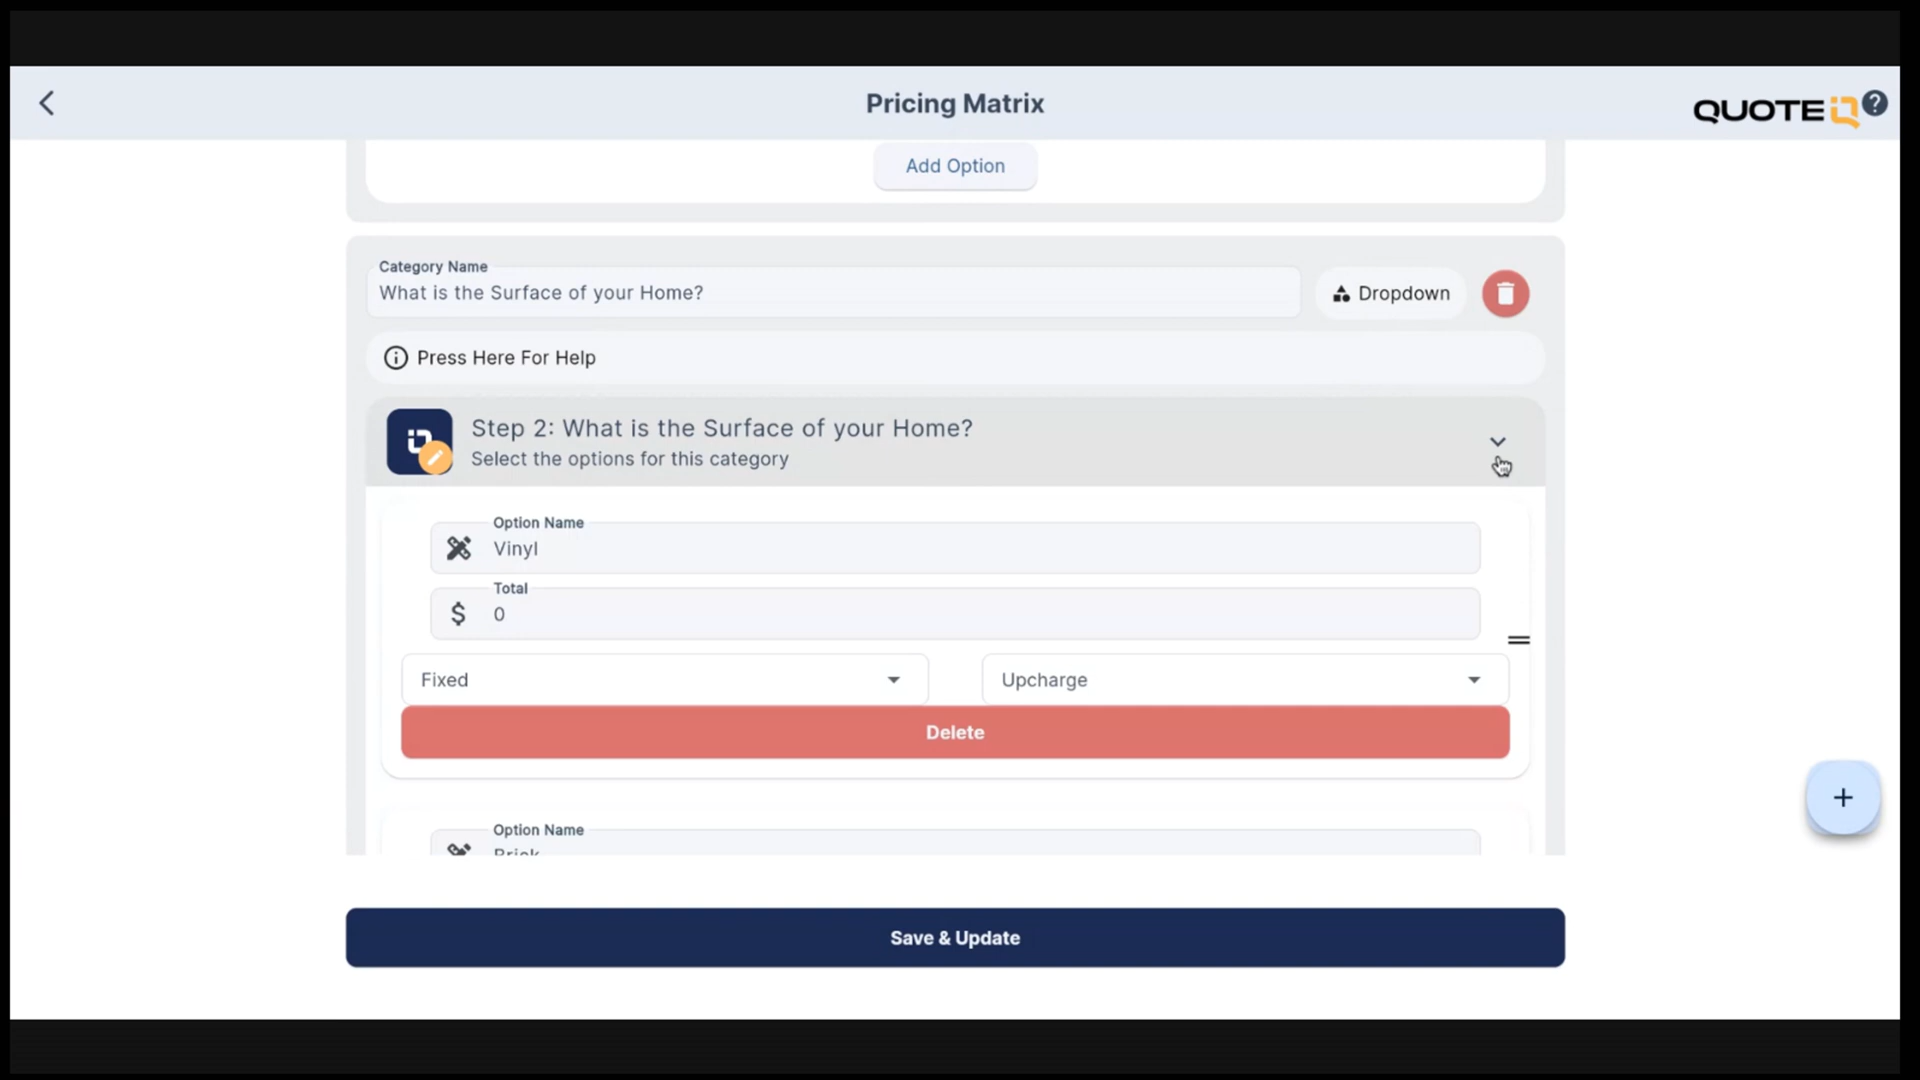 Pricing Matrix
QUOTE iQ
?
Add Option
Category Name
What is the Surface of your Home?
Dropdown
Press Here For Help
Step 2: What is the Surface of your Home?
Select the options for this category
Option Name
Vinyl
Total
$ 0
Fixed
Upcharge
Delete
Option Name
Brick
+
Save & Update